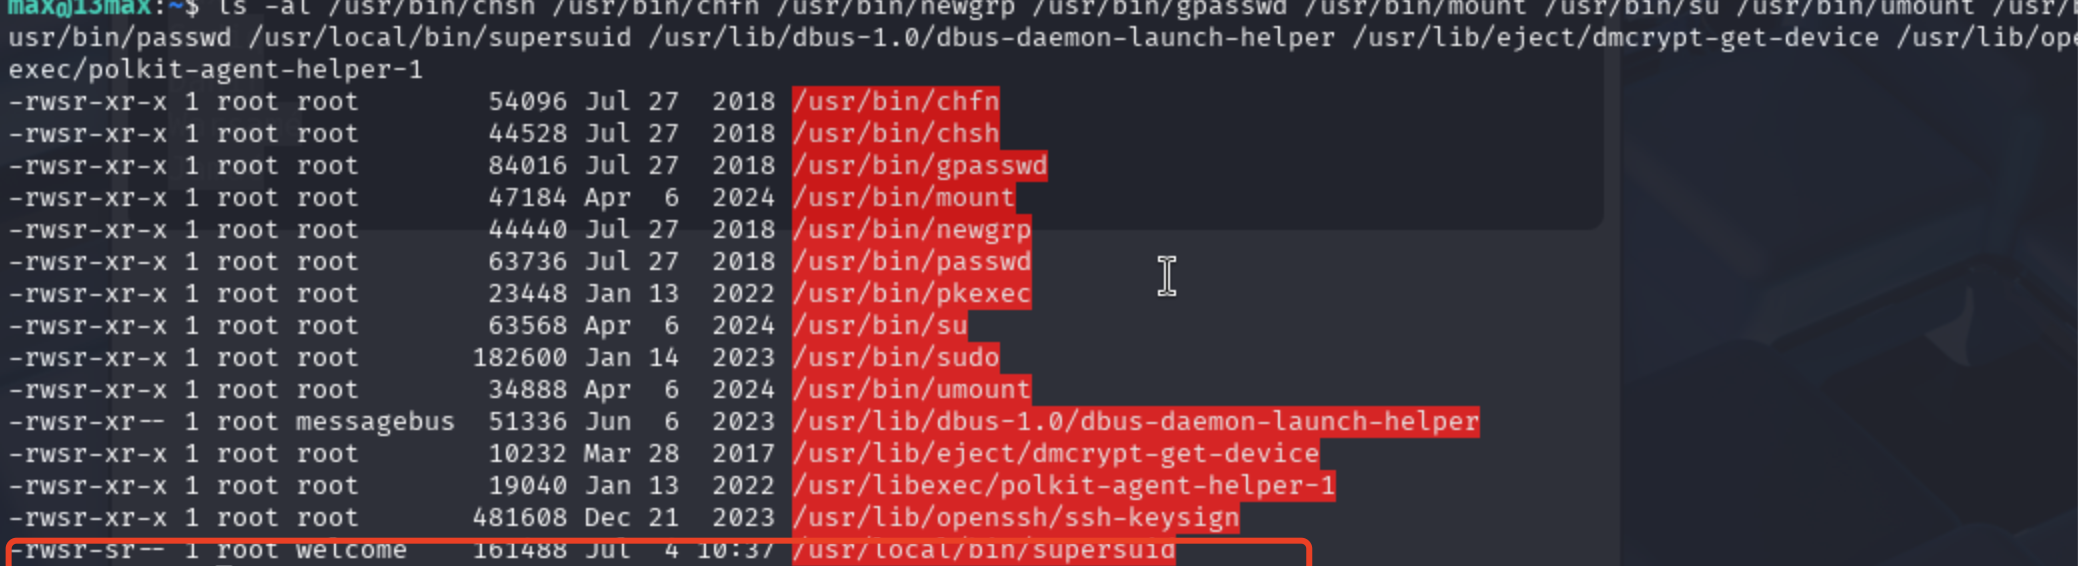 max@13max:~$ ls -al /usr/bin/chsh /usr/bin/chfn /usr/bin/newgrp /usr/bin/gpasswd /usr/bin/mount /usr/bin/su /usr/bin/umount /usr/
usr/bin/passwd /usr/local/bin/supersuid /usr/lib/dbus-1.0/dbus-daemon-launch-helper /usr/lib/eject/dmcrypt-get-device /usr/lib/ope
exec/polkit-agent-helper-1
-rwsr-xr-x 1 root root 54096 Jul 27 2018 /usr/bin/chfn
-rwsr-xr-x 1 root root 44528 Jul 27 2018 /usr/bin/chsh
-rwsr-xr-x 1 root root 84016 Jul 27 2018 /usr/bin/gpasswd
-rwsr-xr-x 1 root root 47184 Apr 6 2024 /usr/bin/mount
-rwsr-xr-x 1 root root 44440 Jul 27 2018 /usr/bin/newgrp
-rwsr-xr-x 1 root root 63736 Jul 27 2018 /usr/bin/passwd
-rwsr-xr-x 1 root root 23448 Jan 13 2022 /usr/bin/pkexec
-rwsr-xr-x 1 root root 63568 Apr 6 2024 /usr/bin/su
-rwsr-xr-x 1 root root 182600 Jan 14 2023 /usr/bin/sudo
-rwsr-xr-x 1 root root 34888 Apr 6 2024 /usr/bin/umount
-rwsr-xr-- 1 root messagebus 51336 Jun 6 2023 /usr/lib/dbus-1.0/dbus-daemon-launch-helper
-rwsr-xr-x 1 root root 10232 Mar 28 2017 /usr/lib/eject/dmcrypt-get-device
-rwsr-xr-x 1 root root 19040 Jan 13 2022 /usr/libexec/polkit-agent-helper-1
-rwsr-xr-x 1 root root 481608 Dec 21 2023 /usr/lib/openssh/ssh-keysign
-rwsr-sr-- 1 root welcome 161488 Jul 4 10:37 /usr/local/bin/supersuid